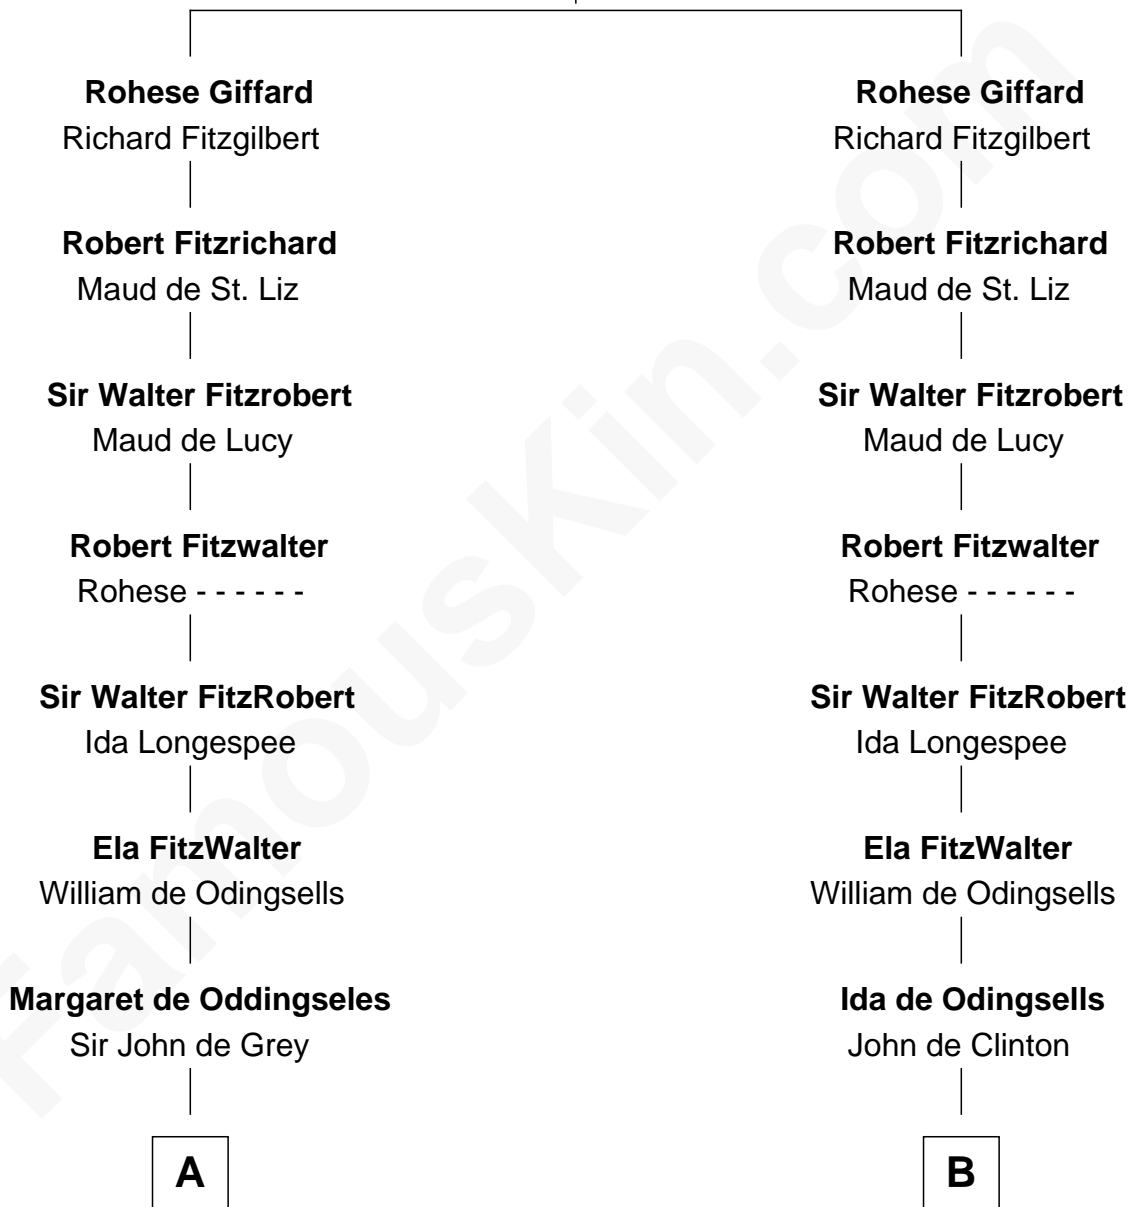 Rohese Giffard
Richard Fitzgilbert
Robert Fitzrichard
Maud de St. Liz
Sir Walter Fitzrobert
Maud de Lucy
Robert Fitzwalter
Rohese - - - - - -
Sir Walter FitzRobert
Ida Longespee
Ela FitzWalter
William de Odingsells
Margaret de Oddingseles
Sir John de Grey
A
Rohese Giffard
Richard Fitzgilbert
Robert Fitzrichard
Maud de St. Liz
Sir Walter Fitzrobert
Maud de Lucy
Robert Fitzwalter
Rohese - - - - - -
Sir Walter FitzRobert
Ida Longespee
Ela FitzWalter
William de Odingsells
Ida de Odingsells
John de Clinton
B
FamousKin.com